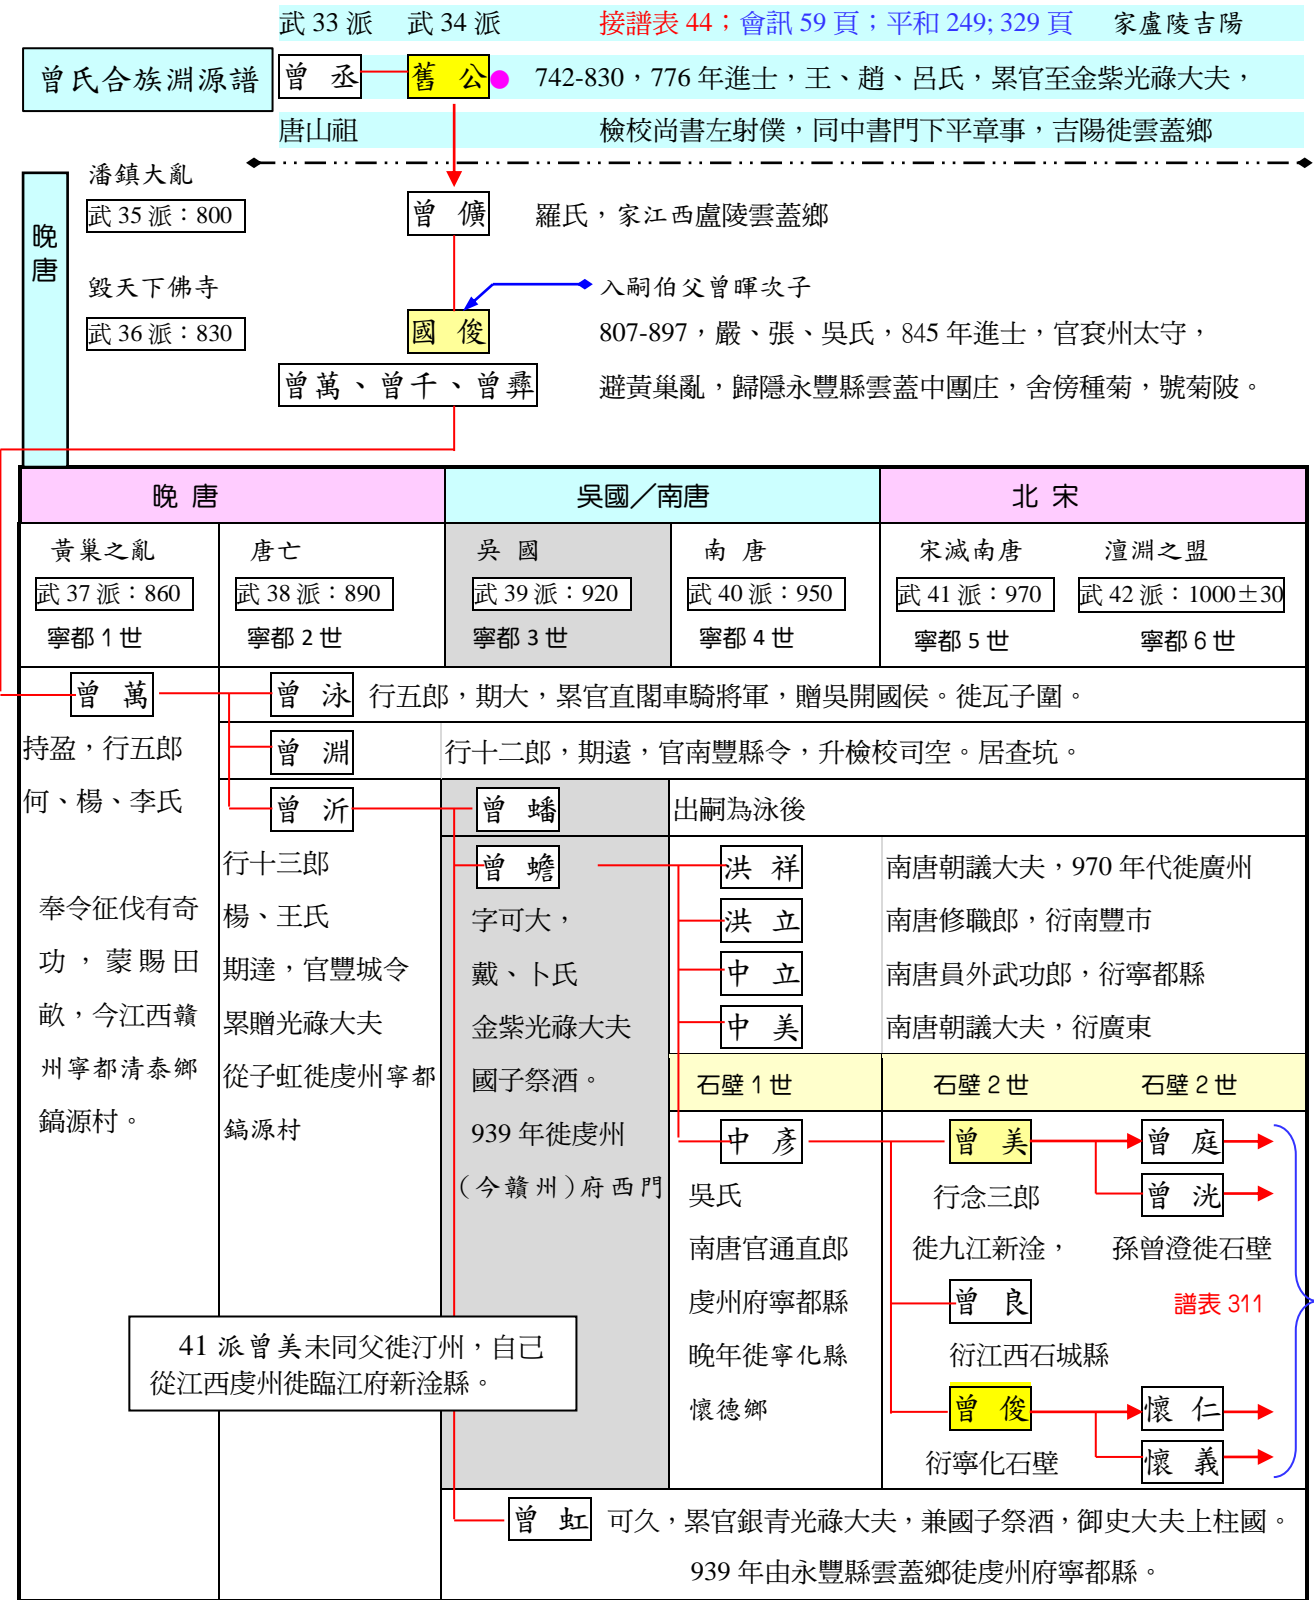 武 33 派 武 34 派 接譜表 44；會訊 59 頁；平和 249; 329 頁 家盧陵吉陽
曾氏合族淵源譜 曾 丞 舊 公 742-830，776 年進士，王、趙、呂氏，累官至金紫光祿大夫，
唐山祖 檢校尚書左射僕，同中書門下平章事，吉陽徙雲蓋鄉
晚唐
潘鎮大亂
武 35 派：800 曾 儣 羅氏，家江西盧陵雲蓋鄉
毀天下佛寺 入嗣伯父曾暉次子
武 36 派：830 國 俊 807-897，嚴、張、吳氏，845 年進士，官袞州太守，
曾萬、曾千、曾彛 避黃巢亂，歸隱永豐縣雲蓋中團庄，舍傍種菊，號菊陂。
晚 唐 吳國／南唐 北 宋
黃巢之亂 唐亡 吳 國 南 唐 宋滅南唐 澶淵之盟
武 37 派：860 武 38 派：890 武 39 派：920 武 40 派：950 武 41 派：970 武 42 派：1000±30
寧都 1 世 寧都 2 世 寧都 3 世 寧都 4 世 寧都 5 世 寧都 6 世
曾 萬 曾 泳 行五郎，期大，累官直閣車騎將軍，贈吳開國侯。徙瓦子圍。
持盈，行五郎 曾 淵 行十二郎，期遠，官南豐縣令，升檢校司空。居查坑。
何、楊、李氏 曾 沂 曾 蟠 出嗣為泳後
奉令征伐有奇
功，蒙賜田
畝，今江西贛
州寧都清泰鄉
鎬源村。
行十三郎
楊、王氏
期達，官豐城令
累贈光祿大夫
從子虹徙虔州寧都
鎬源村
曾 蟾
字可大，
戴、卜氏
金紫光祿大夫
國子祭酒。
939 年徙虔州
（今贛州）府西門
洪 祥 南唐朝議大夫，970 年代徙廣州
洪 立 南唐修職郎，衍南豐市
中 立 南唐員外武功郎，衍寧都縣
中 美 南唐朝議大夫，衍廣東
石壁 1 世 石壁 2 世 石壁 2 世
中 彥 曾 美 曾 庭
吳氏 行念三郎 曾 洸
南唐官通直郎 徙九江新淦， 孫曾澄徙石壁
虔州府寧都縣 曾 良 譜表 311
晚年徙寧化縣 衍江西石城縣
懷德鄉 曾 俊 懷 仁
衍寧化石壁 懷 義
41 派曾美未同父徙汀州，自己
從江西虔州徙臨江府新淦縣。
曾 虹 可久，累官銀青光祿大夫，兼國子祭酒，御史大夫上柱國。
939 年由永豐縣雲蓋鄉徒虔州府寧都縣。